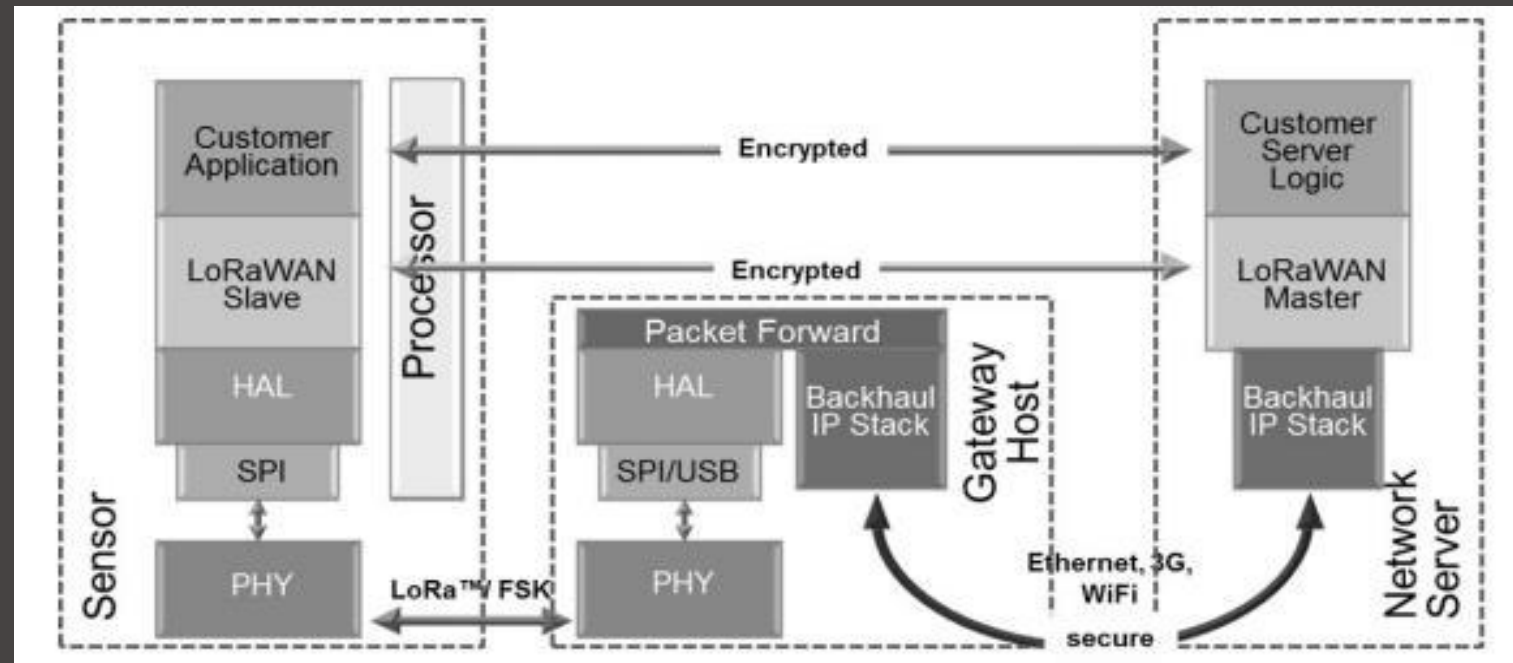 Customer
Application
LoRaWAN
Slave
HAL
SPI
PHY
Sensor
Processor
Encrypted
Encrypted
LoRa™/ FSK
Packet Forward
HAL
SPI/USB
PHY
Backhaul
IP Stack
Gateway
Host
Ethernet, 3G,
WiFi
secure
Customer
Server
Logic
LoRaWAN
Master
Backhaul
IP Stack
Network
Server